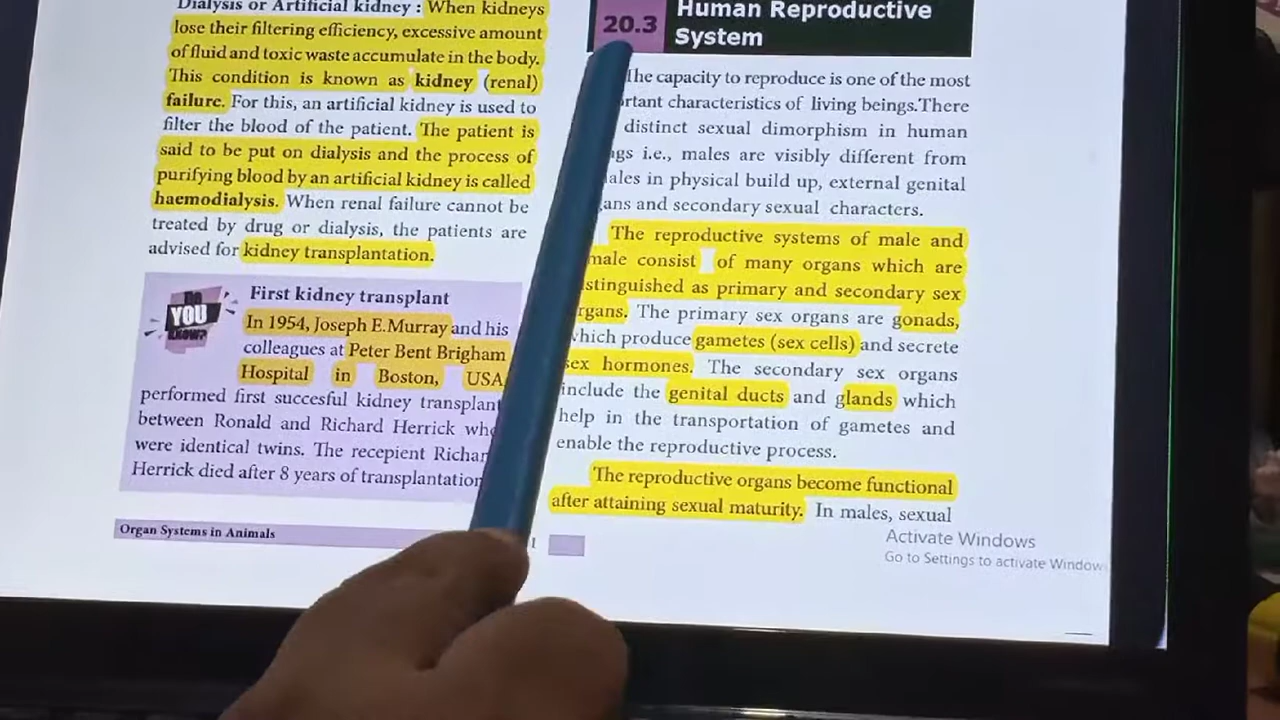 Dialysis or Artificial kidney : When kidneys
lose their filtering efficiency, excessive amount
of fluid and toxic waste accumulate in the body.
This condition is known as kidney (renal)
failure. For this, an artificial kidney is used to
filter the blood of the patient. The patient is
said to be put on dialysis and the process of
purifying blood by an artificial kidney is called
haemodialysis. When renal failure cannot be
treated by drug or dialysis, the patients are
advised for kidney transplantation.
DO
YOU
KNOW?
First kidney transplant
In 1954, Joseph E.Murray and his
colleagues at Peter Bent Brigham
Hospital in Boston, USA
performed first succesful kidney transplant
between Ronald and Richard Herrick who
were identical twins. The recepient Richar
Herrick died after 8 years of transplantation
Organ Systems in Animals
20.3 Human Reproductive
System
The capacity to reproduce is one of the most
rtant characteristics of living beings.There
distinct sexual dimorphism in human
ngs i.e., males are visibly different from
ales in physical build up, external genital
ans and secondary sexual characters.
The reproductive systems of male and
male consist of many organs which are
stinguished as primary and secondary sex
rgans. The primary sex organs are gonads,
which produce gametes (sex cells) and secrete
sex hormones. The secondary sex organs
include the genital ducts and glands which
help in the transportation of gametes and
enable the reproductive process.
The reproductive organs become functional
after attaining sexual maturity. In males, sexual
Activate Windows
Go to Settings to activate Window